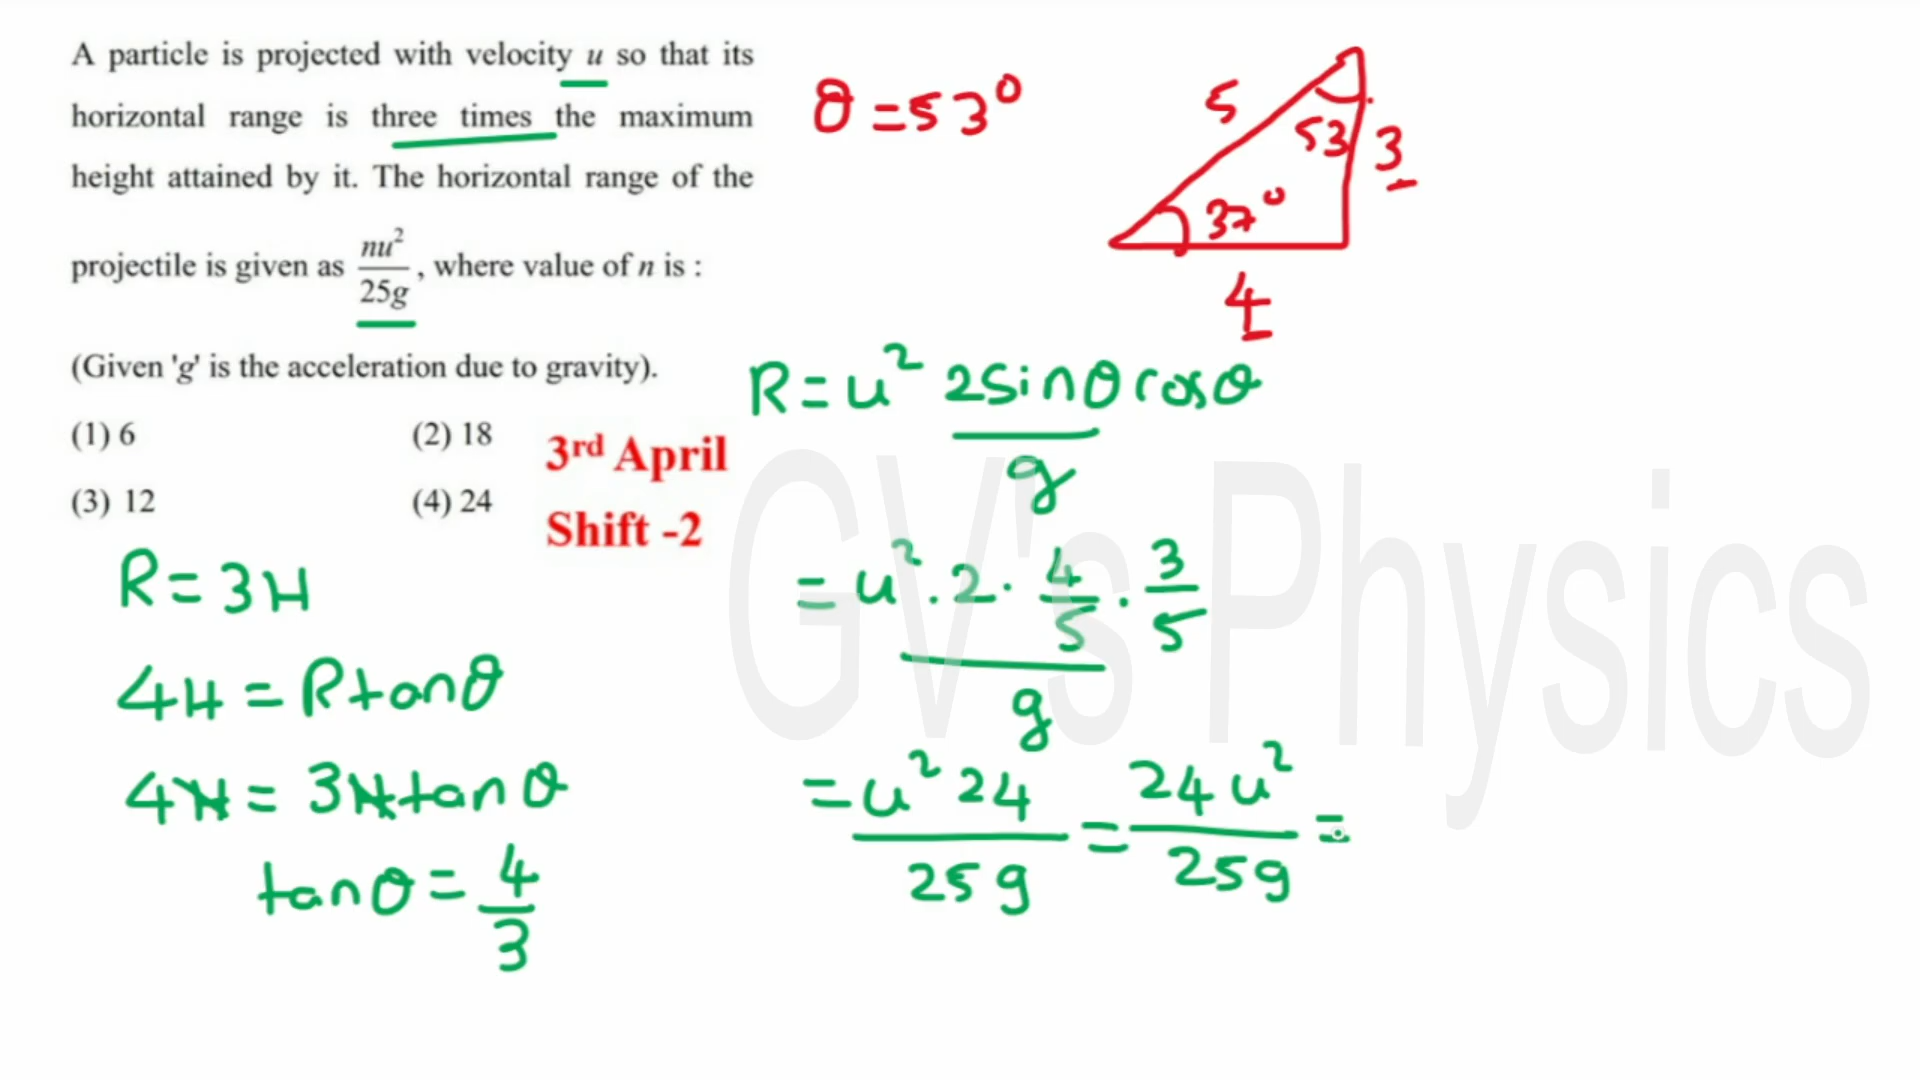 A particle is projected with velocity u so that its
horizontal range is three times the maximum
height attained by it. The horizontal range of the
projectile is given as nu²/25g, where value of n is :
(Given 'g' is the acceleration due to gravity).
(1) 6 (2) 18
(3) 12 (4) 24
3rd April
Shift -2
R = 3H
4H = Rtanθ
4H = 3Htanθ
tanθ = 4/3
θ = 53°
5
53
3
37°
4
R = u² 2sinθcosθ
g
= u². 2. 4/5 . 3/5
g
= u² 24/25g = 24u²/25g =
GV's Physics